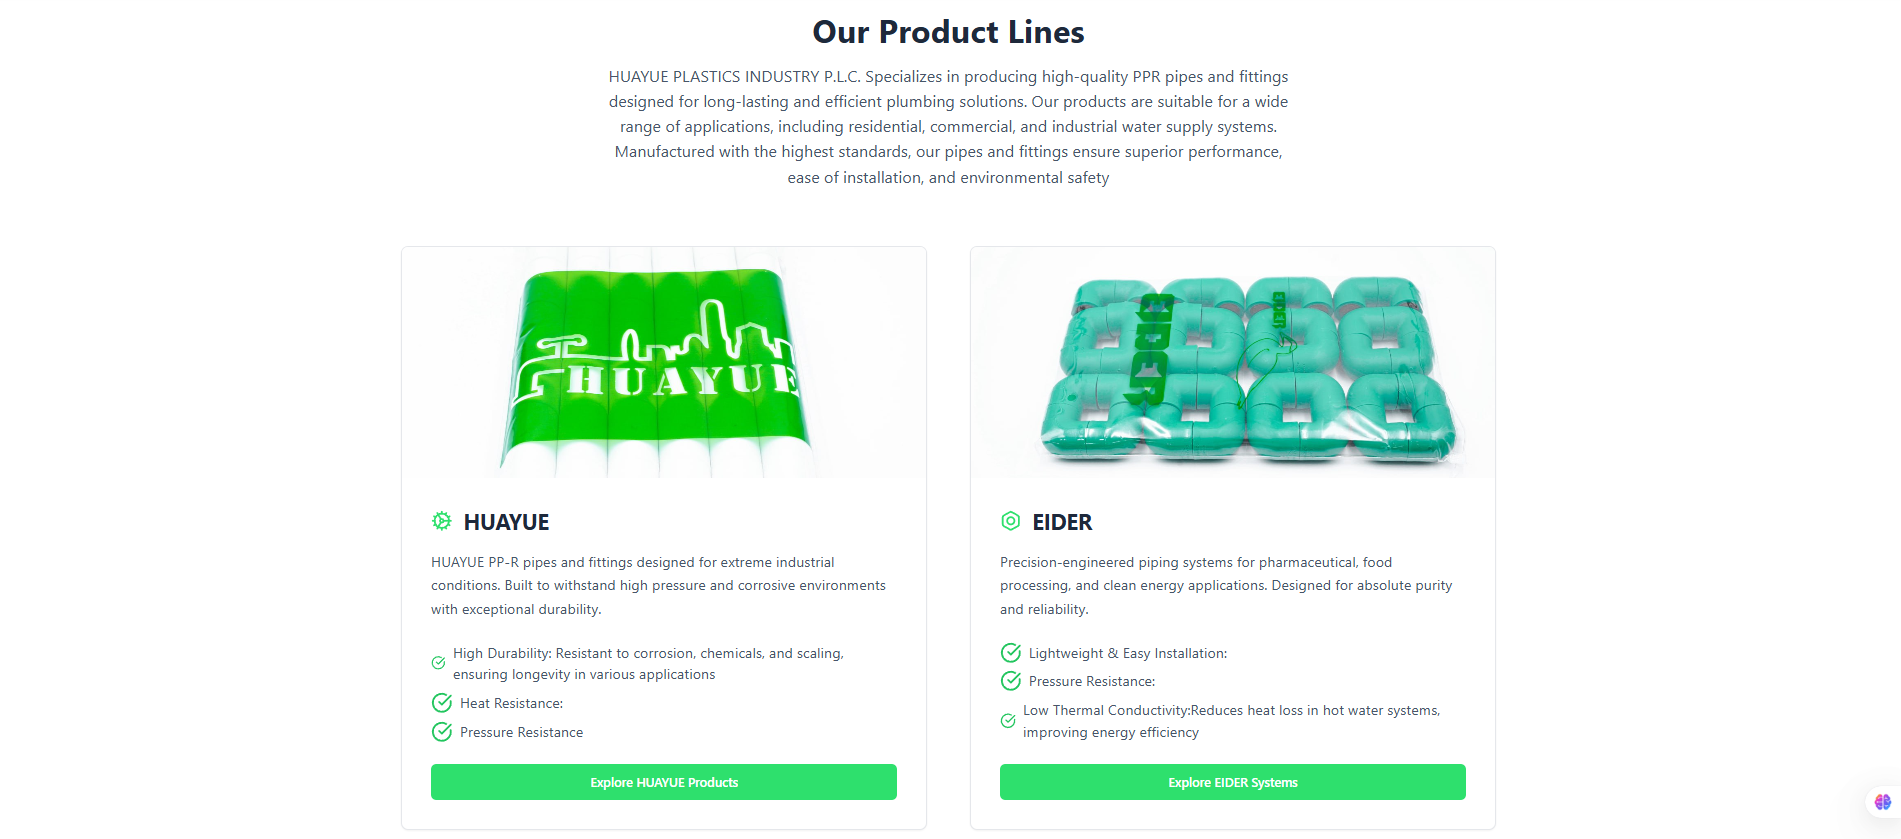 Our Product Lines
HUAYUE PLASTICS INDUSTRY P.L.C. Specializes in producing high-quality PPR pipes and fittings
designed for long-lasting and efficient plumbing solutions. Our products are suitable for a wide
range of applications, including residential, commercial, and industrial water supply systems.
Manufactured with the highest standards, our pipes and fittings ensure superior performance,
ease of installation, and environmental safety
HUAYUE
HUAYUE
HUAYUE PP-R pipes and fittings designed for extreme industrial
conditions. Built to withstand high pressure and corrosive environments
with exceptional durability.
High Durability: Resistant to corrosion, chemicals, and scaling,
ensuring longevity in various applications
Heat Resistance:
Pressure Resistance
Explore HUAYUE Products
EIDER
EIDER
EIDER
Precision-engineered piping systems for pharmaceutical, food
processing, and clean energy applications. Designed for absolute purity
and reliability.
Lightweight & Easy Installation:
Pressure Resistance:
Low Thermal Conductivity:Reduces heat loss in hot water systems,
improving energy efficiency
Explore EIDER Systems